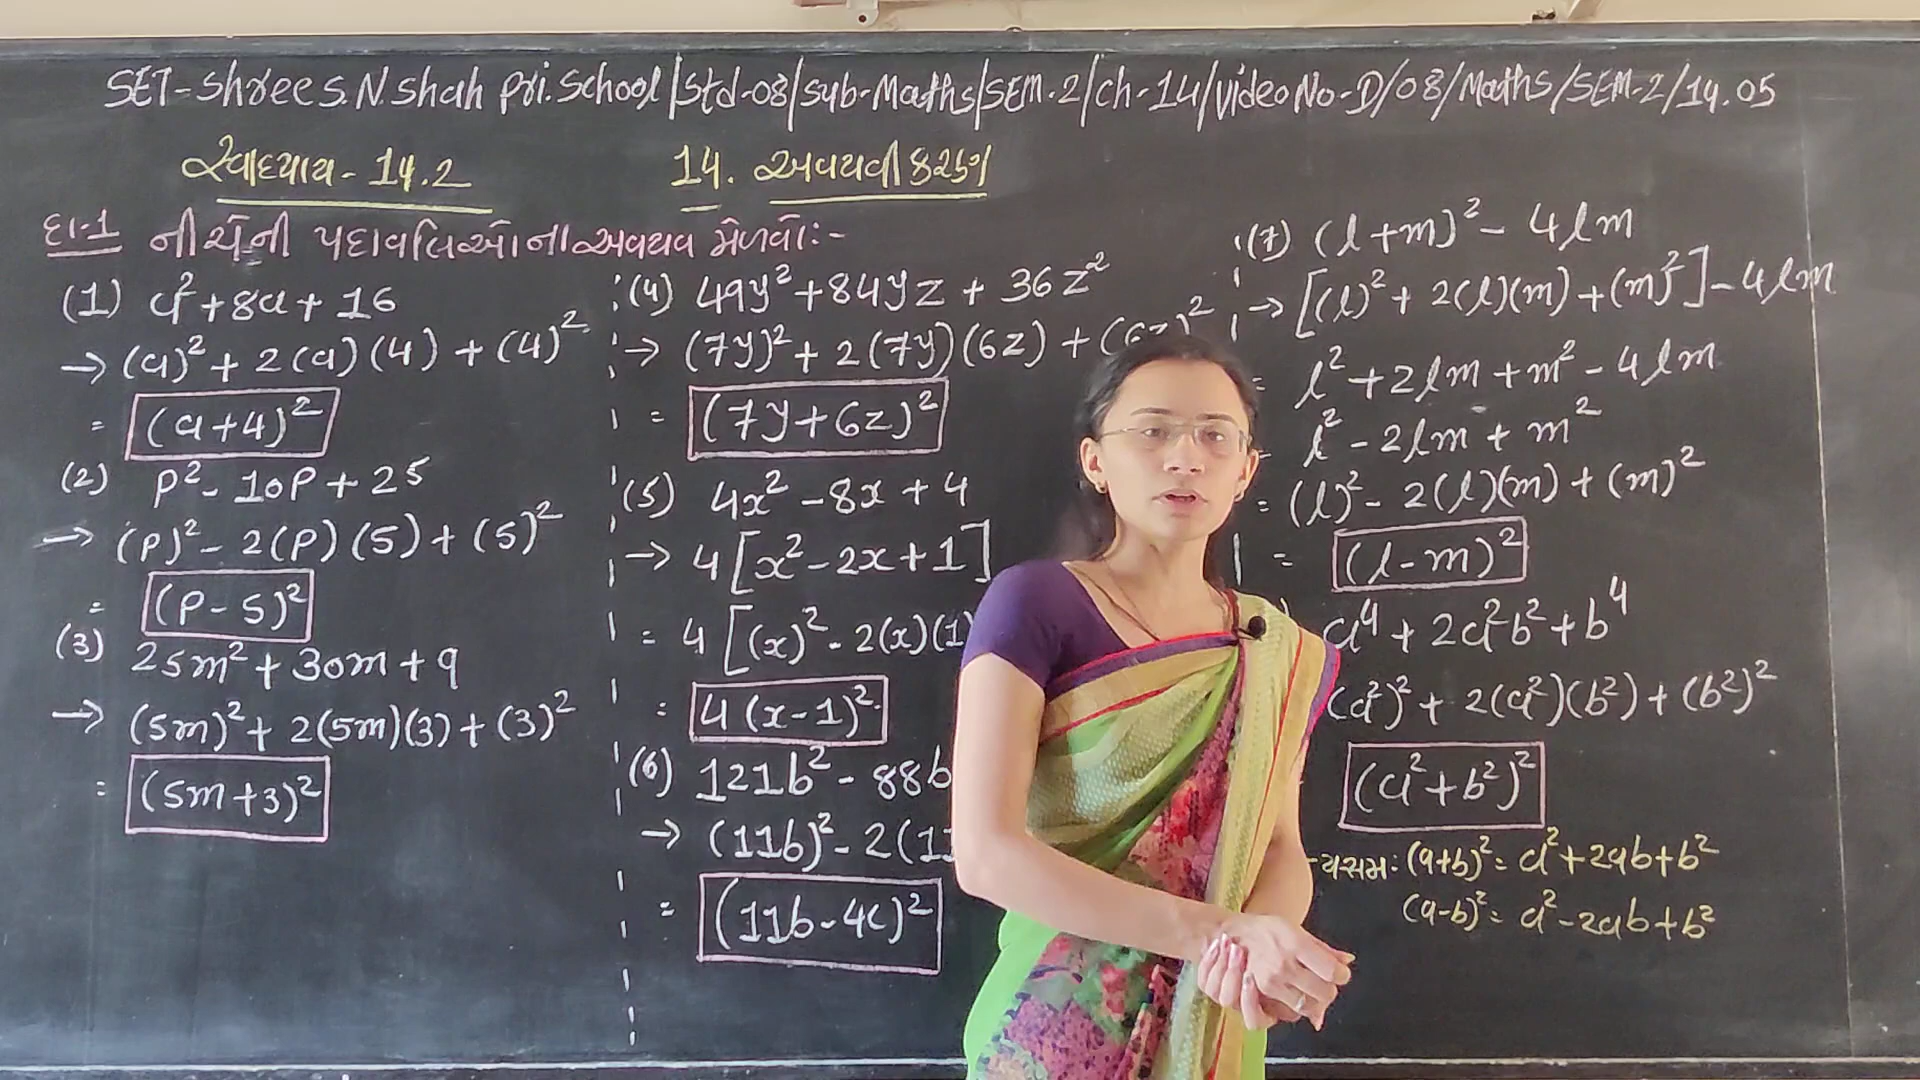 SET-Shree S.N.Shah Pri.School/Std-08/Sub-Maths/SEM.2/Ch-14/Video No-D/08/Maths/SEM-2/14.05
સ્વાધ્યાય-14.2
14. અવયવીકરણ
દા-1 નીચેની પદાવલિઓના અવયવ મેળવો:-
(1) a²+8a+16
→ (a)²+2(a)(4)+(4)²
= (a+4)²
(2) P²-10P+25
→ (P)²-2(P)(5)+(5)²
= (P-5)²
(3) 25m²+30m+9
→ (5m)²+2(5m)(3)+(3)²
= (5m+3)²
(4) 49y²+84yz+36z²
→ (7y)²+2(7y)(6z)+(6z)²
= (7y+6z)²
(5) 4x²-8x+4
→ 4[x²-2x+1]
= 4[(x)²-2(x)(1)
= 4(x-1)²
(6) 121b²-88b
→ (11b)²-2(11
= (11b-4c)²
(7) (l+m)²-4lm
→ [(l)²+2(l)(m)+(m)²]-4lm
= l²+2lm+m²-4lm
= l²-2lm+m²
= (l)²-2(l)(m)+(m)²
= (l-m)²
a⁴+2a²b²+b⁴
(a²)²+2(a²)(b²)+(b²)²
(a²+b²)²
(a+b)²=a²+2ab+b²
(a-b)²=a²-2ab+b²